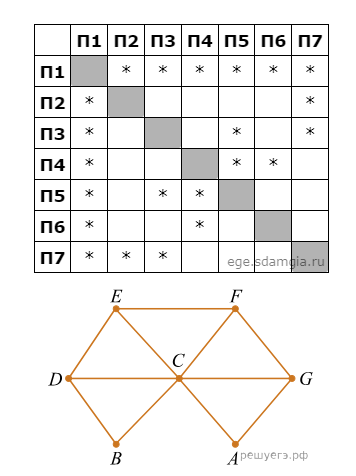 П1 П2 П3 П4 П5 П6 П7
П1 * * * * * *
П2 * *
П3 * * *
П4 * * *
П5 * * *
П6 * *
П7 * * *
ege.sdamgia.ru
E F
D C G
B A
решуегэ.рф